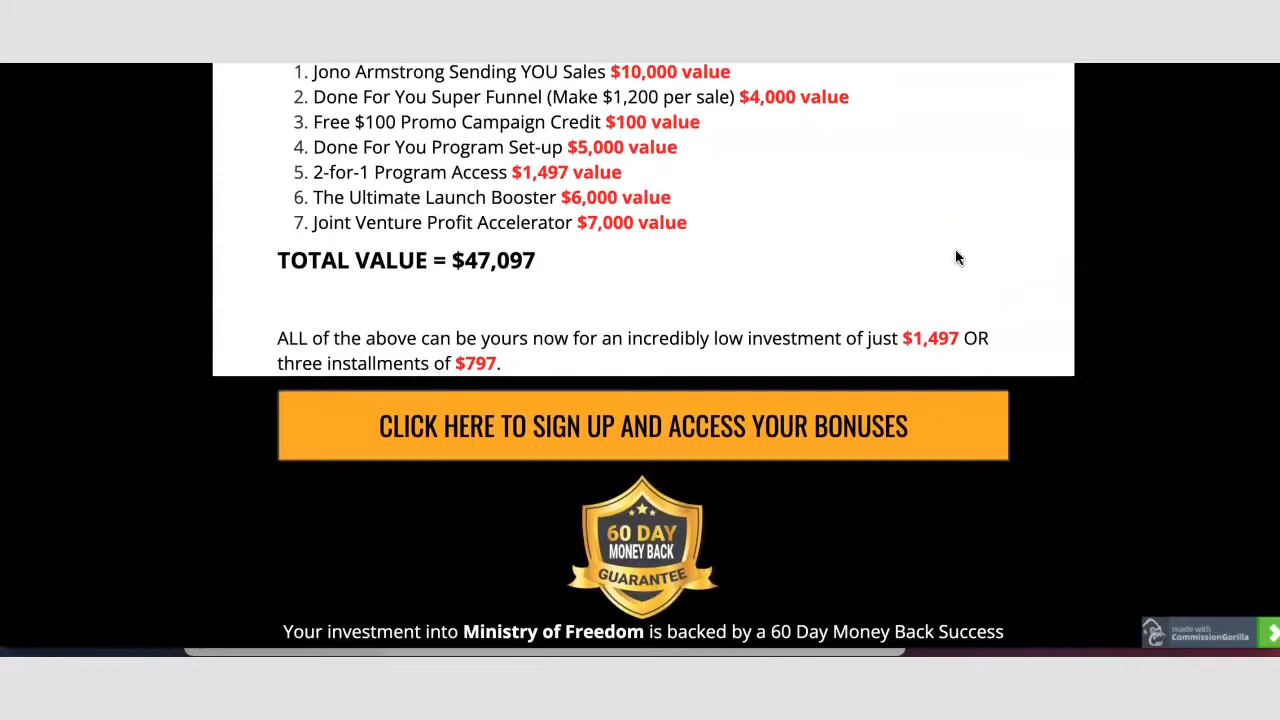 1. Jono Armstrong Sending YOU Sales $10,000 value
2. Done For You Super Funnel (Make $1,200 per sale) $4,000 value
3. Free $100 Promo Campaign Credit $100 value
4. Done For You Program Set-up $5,000 value
5. 2-for-1 Program Access $1,497 value
6. The Ultimate Launch Booster $6,000 value
7. Joint Venture Profit Accelerator $7,000 value
TOTAL VALUE = $47,097
ALL of the above can be yours now for an incredibly low investment of just $1,497 OR
three installments of $797.
CLICK HERE TO SIGN UP AND ACCESS YOUR BONUSES
60 DAY
MONEY BACK
GUARANTEE
Your investment into Ministry of Freedom is backed by a 60 Day Money Back Success
made with
CommissionGorilla